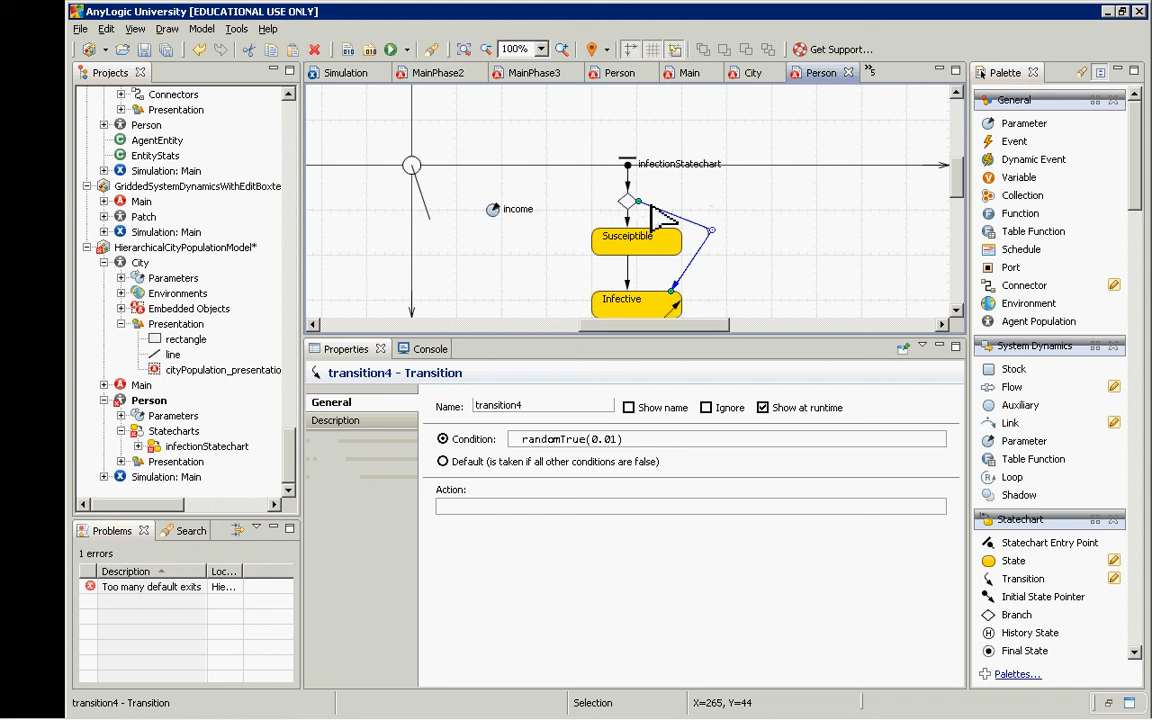 AnyLogic University [EDUCATIONAL USE ONLY]
File Edit View Draw Model Tools Help
100% Get Support...
Projects
Connectors
Presentation
Person
AgentEntity
EntityStats
Simulation: Main
GriddedSystemDynamicsWithEditBoxte
Main
Patch
Simulation: Main
HierarchicalCityPopulationModel*
City
Parameters
Environments
Embedded Objects
Presentation
rectangle
line
cityPopulation_presentatio
Main
Person
Parameters
Statecharts
infectionStatechart
Presentation
Simulation: Main
Problems Search
1 errors
Description Loc...
Too many default exits Hie...
Simulation MainPhase2 MainPhase3 Person Main City Person 5
infectionStatechart
income
Susceiptible
Infective
Properties Console
transition4 - Transition
General
Description
Name: transition4 Show name Ignore Show at runtime
Condition: randomTrue(0.01)
Default (is taken if all other conditions are false)
Action:
Palette
General
Parameter
Event
Dynamic Event
Variable
Collection
Function
Table Function
Schedule
Port
Connector
Environment
Agent Population
System Dynamics
Stock
Flow
Auxiliary
Link
Parameter
Table Function
Loop
Shadow
Statechart
Statechart Entry Point
State
Transition
Initial State Pointer
Branch
History State
Final State
Palettes...
transition4 - Transition Selection X=265, Y=44